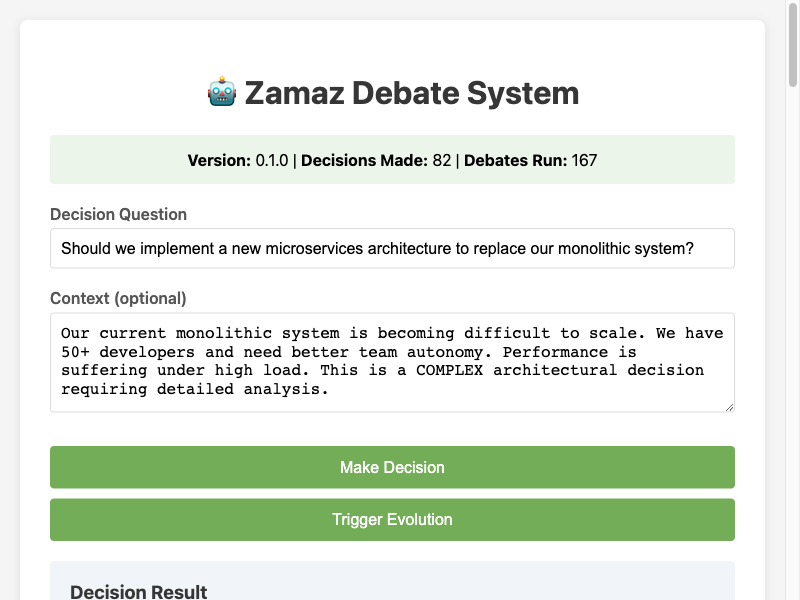 Zamaz Debate System
Version: 0.1.0 | Decisions Made: 82 | Debates Run: 167
Decision Question
Should we implement a new microservices architecture to replace our monolithic system?
Context (optional)
Our current monolithic system is becoming difficult to scale. We have
50+ developers and need better team autonomy. Performance is
suffering under high load. This is a COMPLEX architectural decision
requiring detailed analysis.
Make Decision
Trigger Evolution
Decision Result